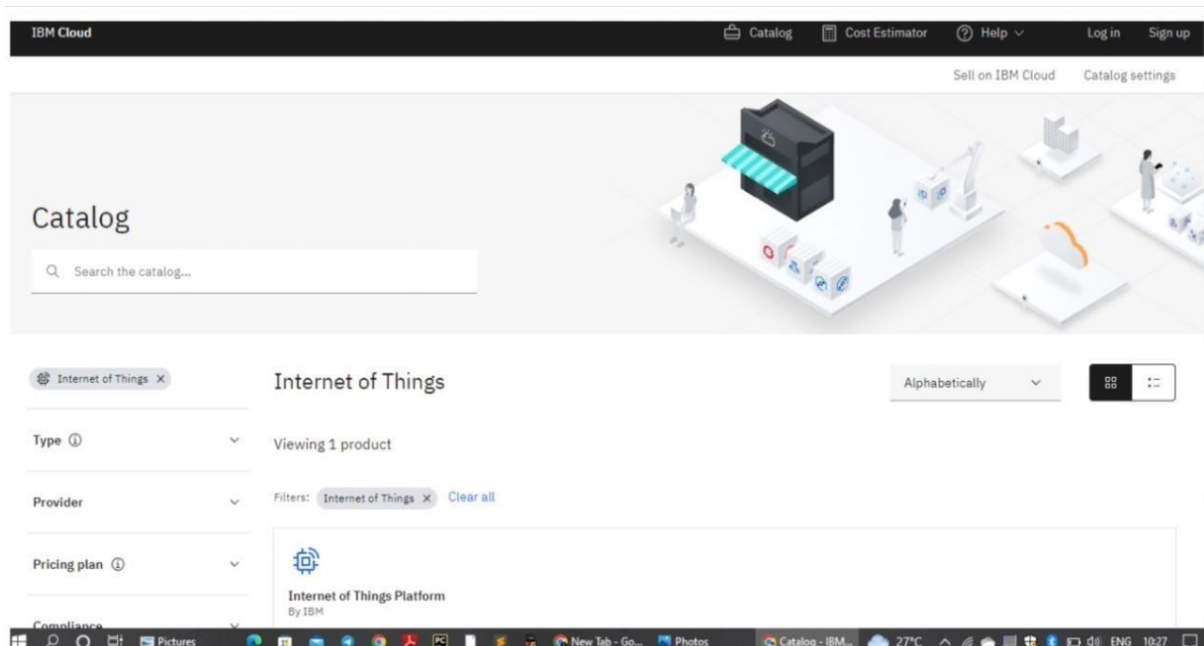 IBM Cloud
Catalog
Cost Estimator
Help
Log in
Sign up
Sell on IBM Cloud
Catalog settings
Catalog
Search the catalog...
Internet of Things
Internet of Things
Alphabetically
Type
Viewing 1 product
Provider
Filters: Internet of Things Clear all
Pricing plan
Internet of Things Platform
By IBM
Compliance
Pictures
New Tab - Go...
Photos
Catalog - IBM...
27°C
ENG
10:27